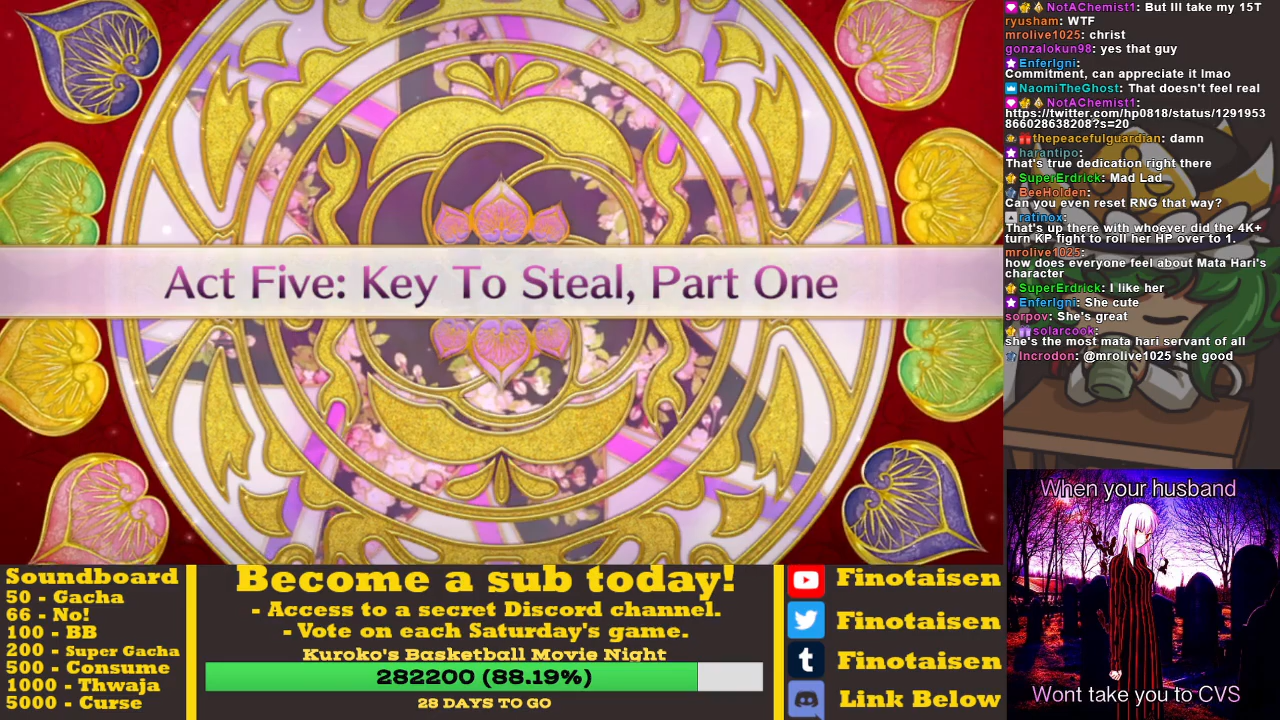 Act Five: Key To Steal, Part One
NotAChemist1: But Ill take my 15T
ryusham: WTF
mrolive1025: christ
gonzalokun98: yes that guy
EnferIgni:
Commitment, can appreciate it lmao
NaomiTheGhost: That doesn't feel real
NotAChemist1:
https://twitter.com/hp0818/status/1291953
866028638208?s=20
thepeacefulguardian: damn
harantipo:
That's true dedication right there
SuperErdrick: Mad Lad
BeeHolden:
Can you even reset RNG that way?
ratinox:
That's up there with whoever did the 4K+
turn KP fight to roll her HP over to 1.
mrolive1025:
how does everyone feel about Mata Hari's
character
SuperErdrick: I like her
EnferIgni: She cute
sorpov: She's great
solarcook:
she's the most mata hari servant of all
Incrodon: @mrolive1025 she good
When your husband
Wont take you to CVS
Soundboard
50 - Gacha
66 - No!
100 - BB
200 - Super Gacha
500 - Consume
1000 - Thwaja
5000 - Curse
Become a sub today!
- Access to a secret Discord channel.
- Vote on each Saturday's game.
Kuroko's Basketball Movie Night
282200 (88.19%)
28 DAYS TO GO
Finotaisen
Finotaisen
t Finotaisen
Link Below